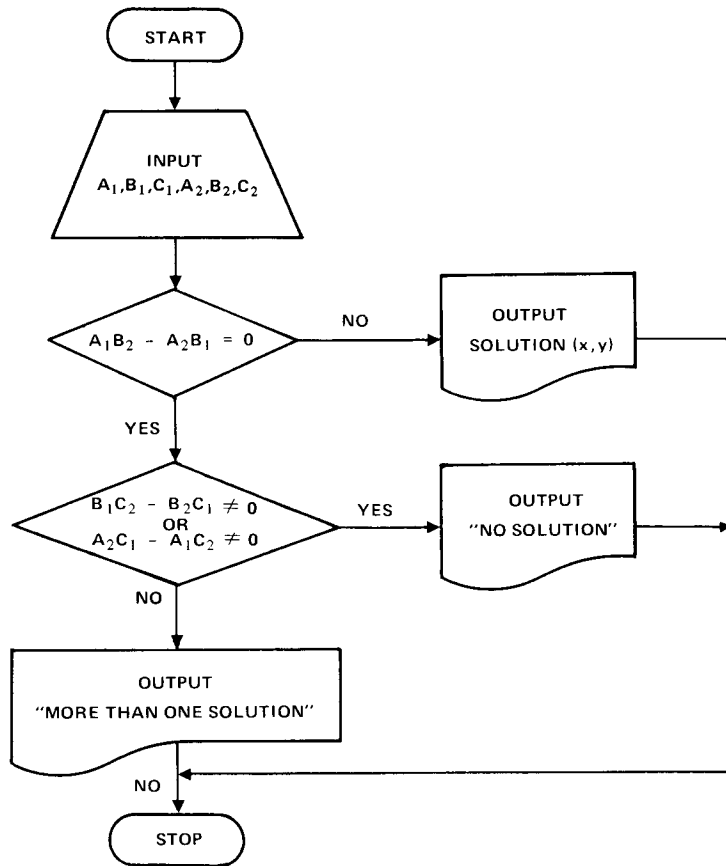 START
INPUT
A₁,B₁,C₁,A₂,B₂,C₂
A₁B₂ - A₂B₁ = 0
NO
OUTPUT
SOLUTION (x,y)
YES
B₁C₂ - B₂C₁ ≠ 0
OR
A₂C₁ - A₁C₂ ≠ 0
YES
OUTPUT
"NO SOLUTION"
NO
OUTPUT
"MORE THAN ONE SOLUTION"
NO
STOP